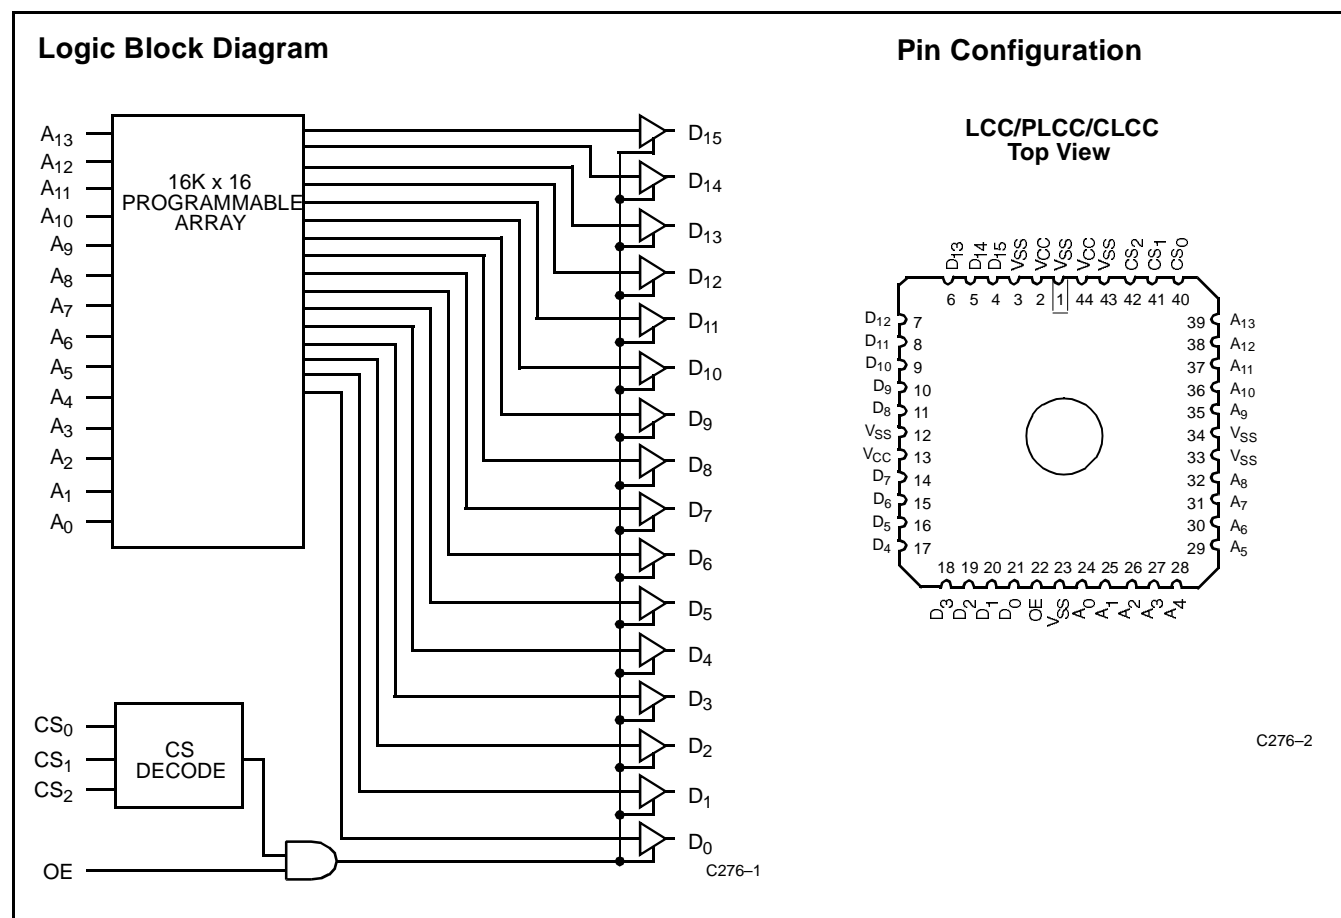 Logic Block Diagram
A13
A12
A11
A10
A9
A8
A7
A6
A5
A4
A3
A2
A1
A0
16K x 16
PROGRAMMABLE
ARRAY
D15
D14
D13
D12
D11
D10
D9
D8
D7
D6
D5
D4
D3
D2
D1
D0
CS0
CS1
CS2
CS
DECODE
OE
C276–1
Pin Configuration
LCC/PLCC/CLCC
Top View
D13 D14 D15 VSS VCC VSS VCC VSS CS2 CS1 CS0
6 5 4 3 2 1 44 43 42 41 40
D12 7
D11 8
D10 9
D9 10
D8 11
VSS 12
VCC 13
D7 14
D6 15
D5 16
D4 17
39 A13
38 A12
37 A11
36 A10
35 A9
34 VSS
33 VSS
32 A8
31 A7
30 A6
29 A5
18 19 20 21 22 23 24 25 26 27 28
D3 D2 D1 D0 OE VSS A0 A1 A2 A3 A4
C276–2